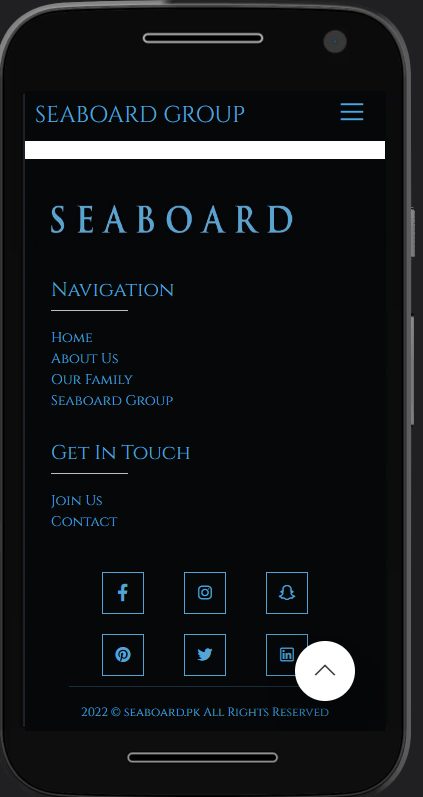 SEABOARD GROUP
SEABOARD
Navigation
Home
About Us
Our Family
Seaboard Group
Get In Touch
Join Us
Contact
2022 © seaboard.pk All Rights Reserved